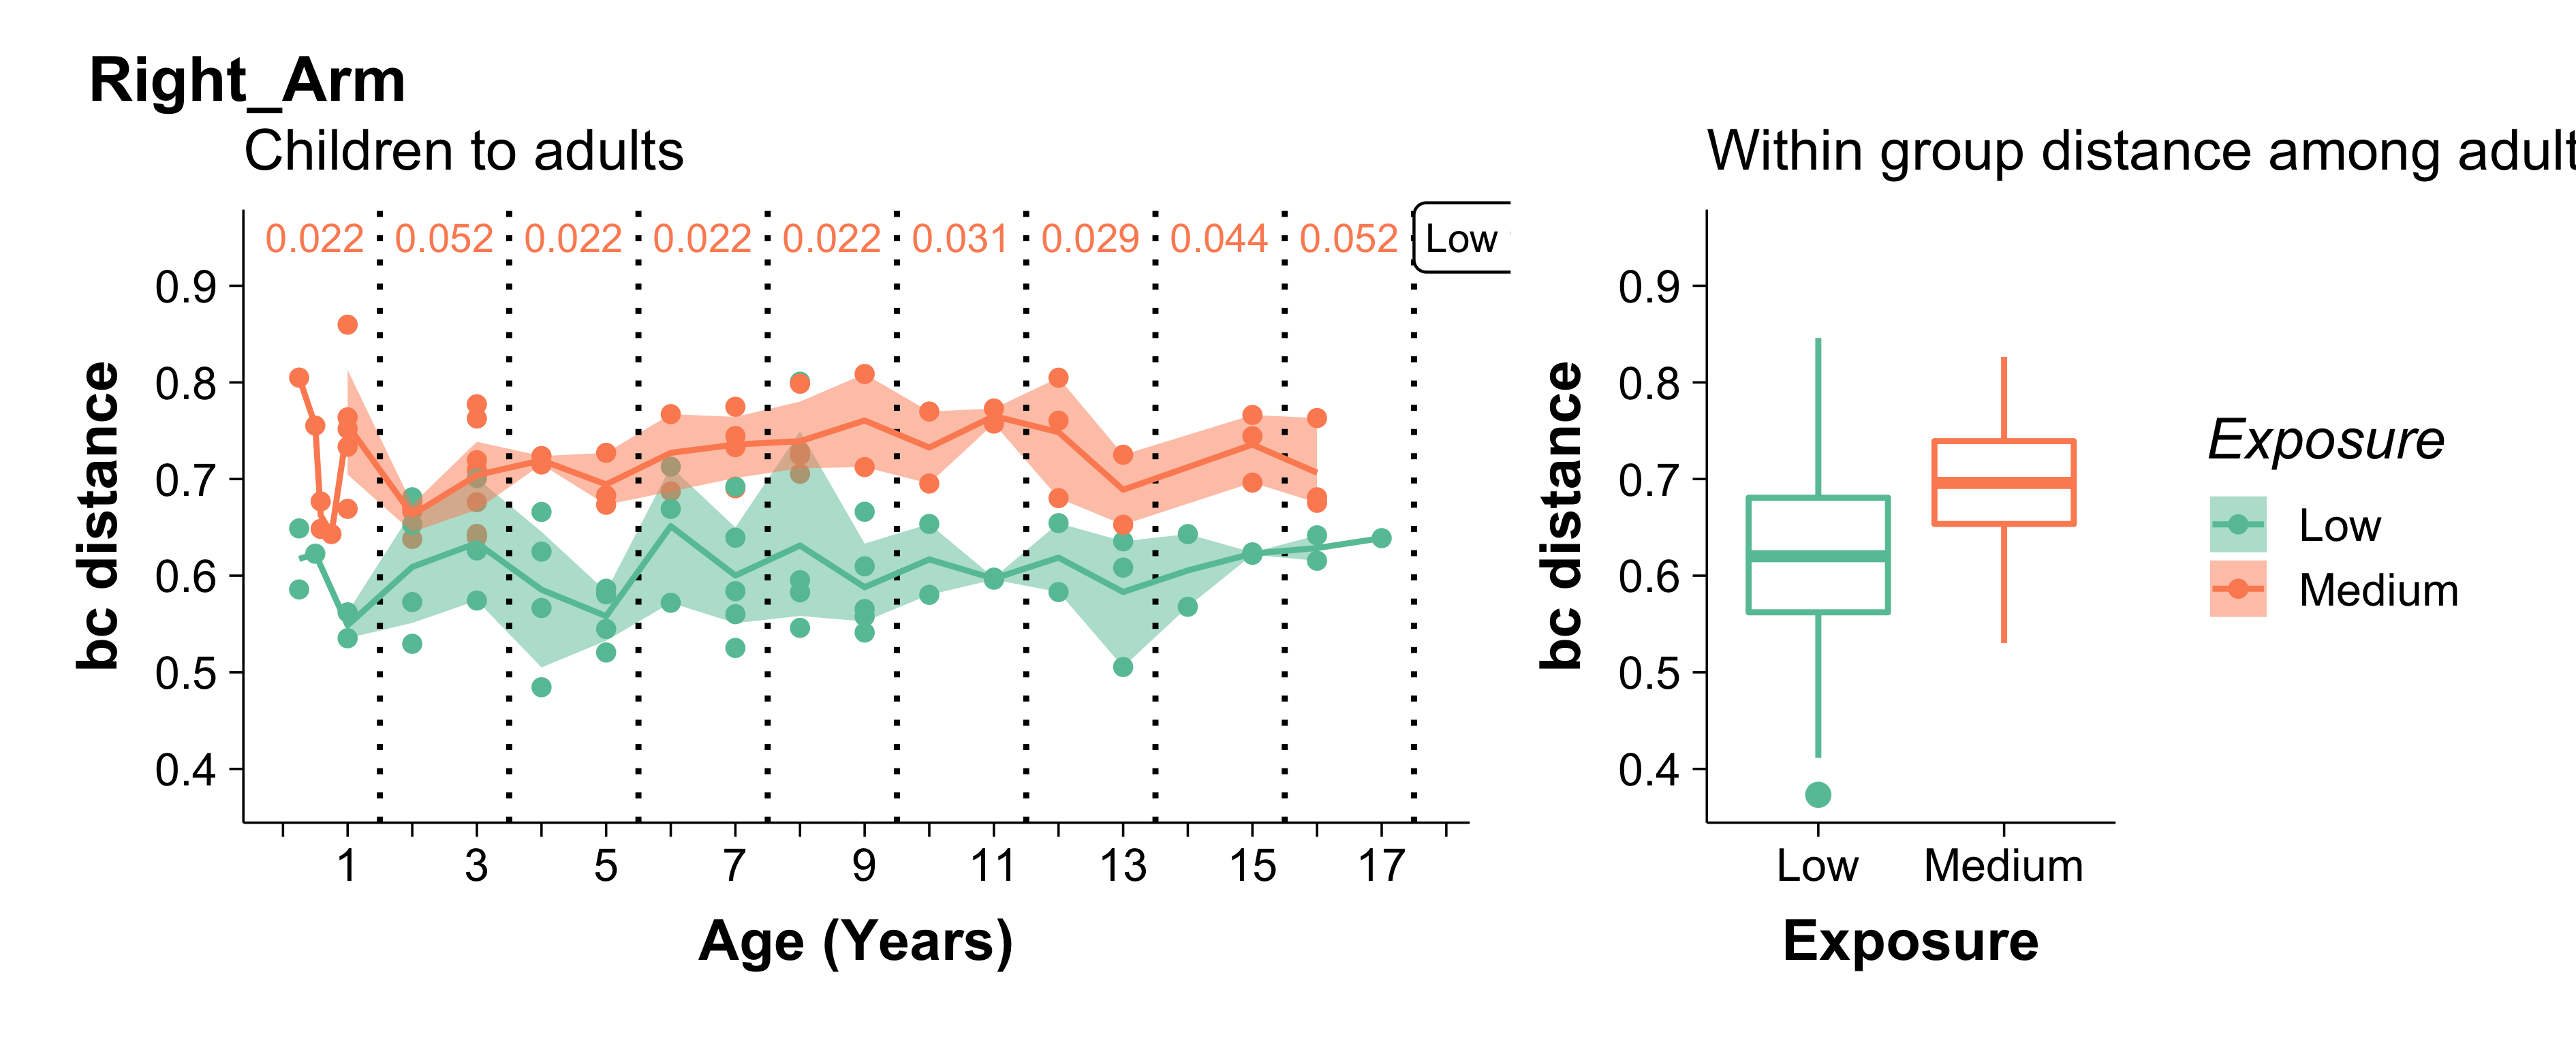 Right_Arm
Children to adults
0.022 0.052 0.022 0.022 0.022 0.031 0.029 0.044 0.052 Low
0.9
0.8
0.7
0.6
0.5
0.4
bc distance
1 3 5 7 9 11 13 15 17
Age (Years)
Within group distance among adult
0.9
0.8
0.7
0.6
0.5
0.4
bc distance
Low Medium
Exposure
Exposure
Low
Medium